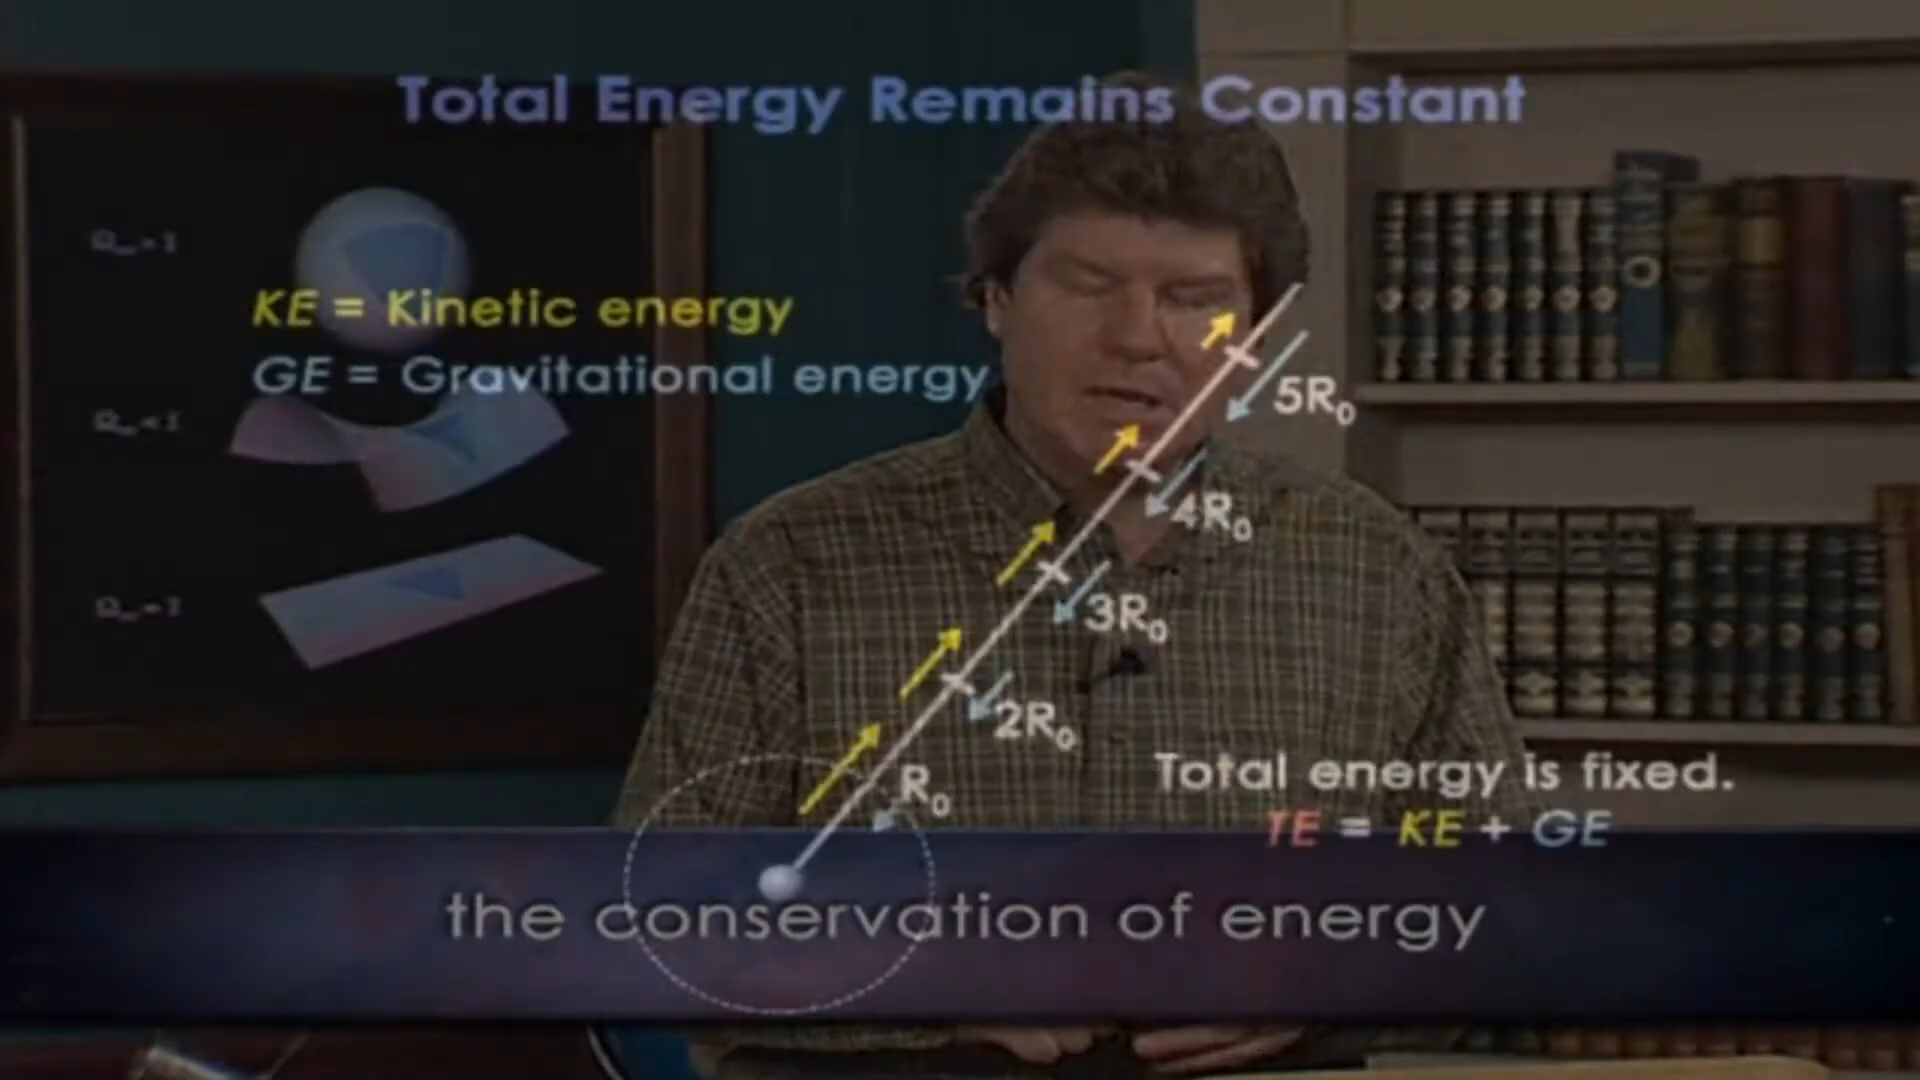 Total Energy Remains Constant
KE = Kinetic energy
GE = Gravitational energy
5R₀
4R₀
3R₀
2R₀
R₀
Total energy is fixed.
TE = KE + GE
the conservation of energy